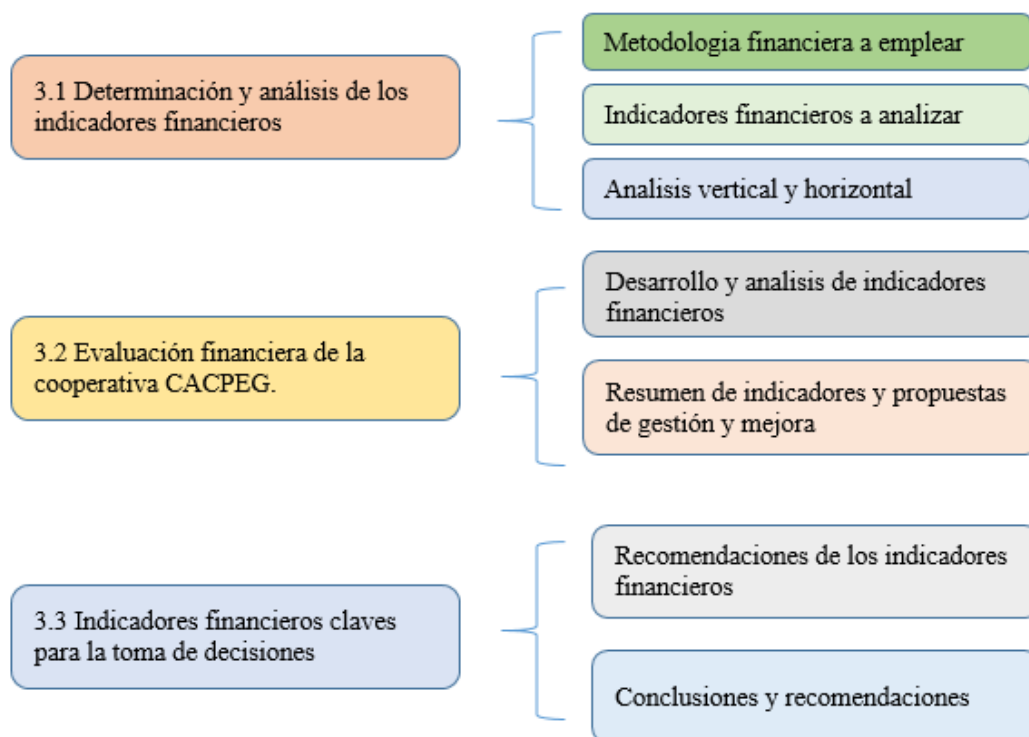 3.1 Determinación y análisis de los
indicadores financieros
Metodologia financiera a emplear
Indicadores financieros a analizar
Analisis vertical y horizontal
3.2 Evaluación financiera de la
cooperativa CACPEG.
Desarrollo y analisis de indicadores
financieros
Resumen de indicadores y propuestas
de gestión y mejora
3.3 Indicadores financieros claves
para la toma de decisiones
Recomendaciones de los indicadores
financieros
Conclusiones y recomendaciones